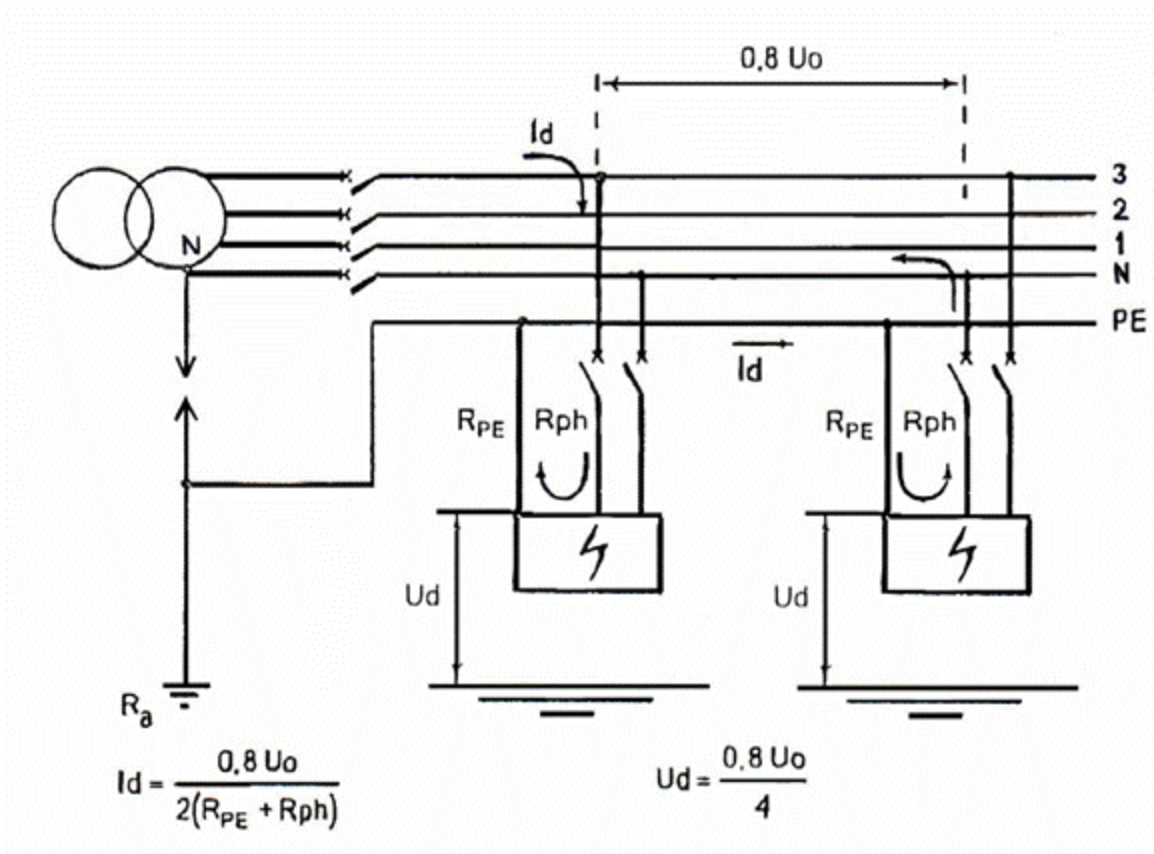 0,8 Uo
Id
3
2
1
N
N
PE
Id
RPE Rph
RPE Rph
Ud
Ud
Ra
Id = 0,8 Uo / 2(RPE + Rph)
Ud = 0,8 Uo / 4